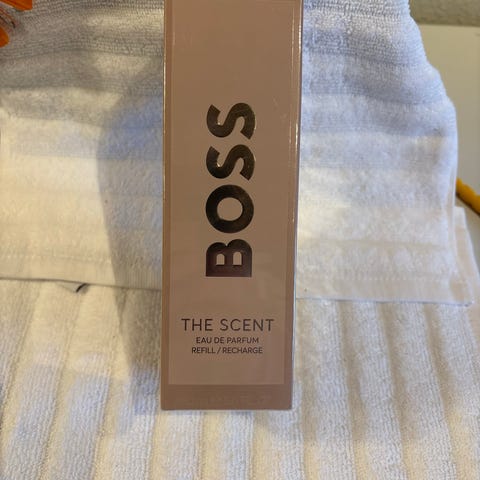 BOSS
THE SCENT
EAU DE PARFUM
REFILL / RECHARGE